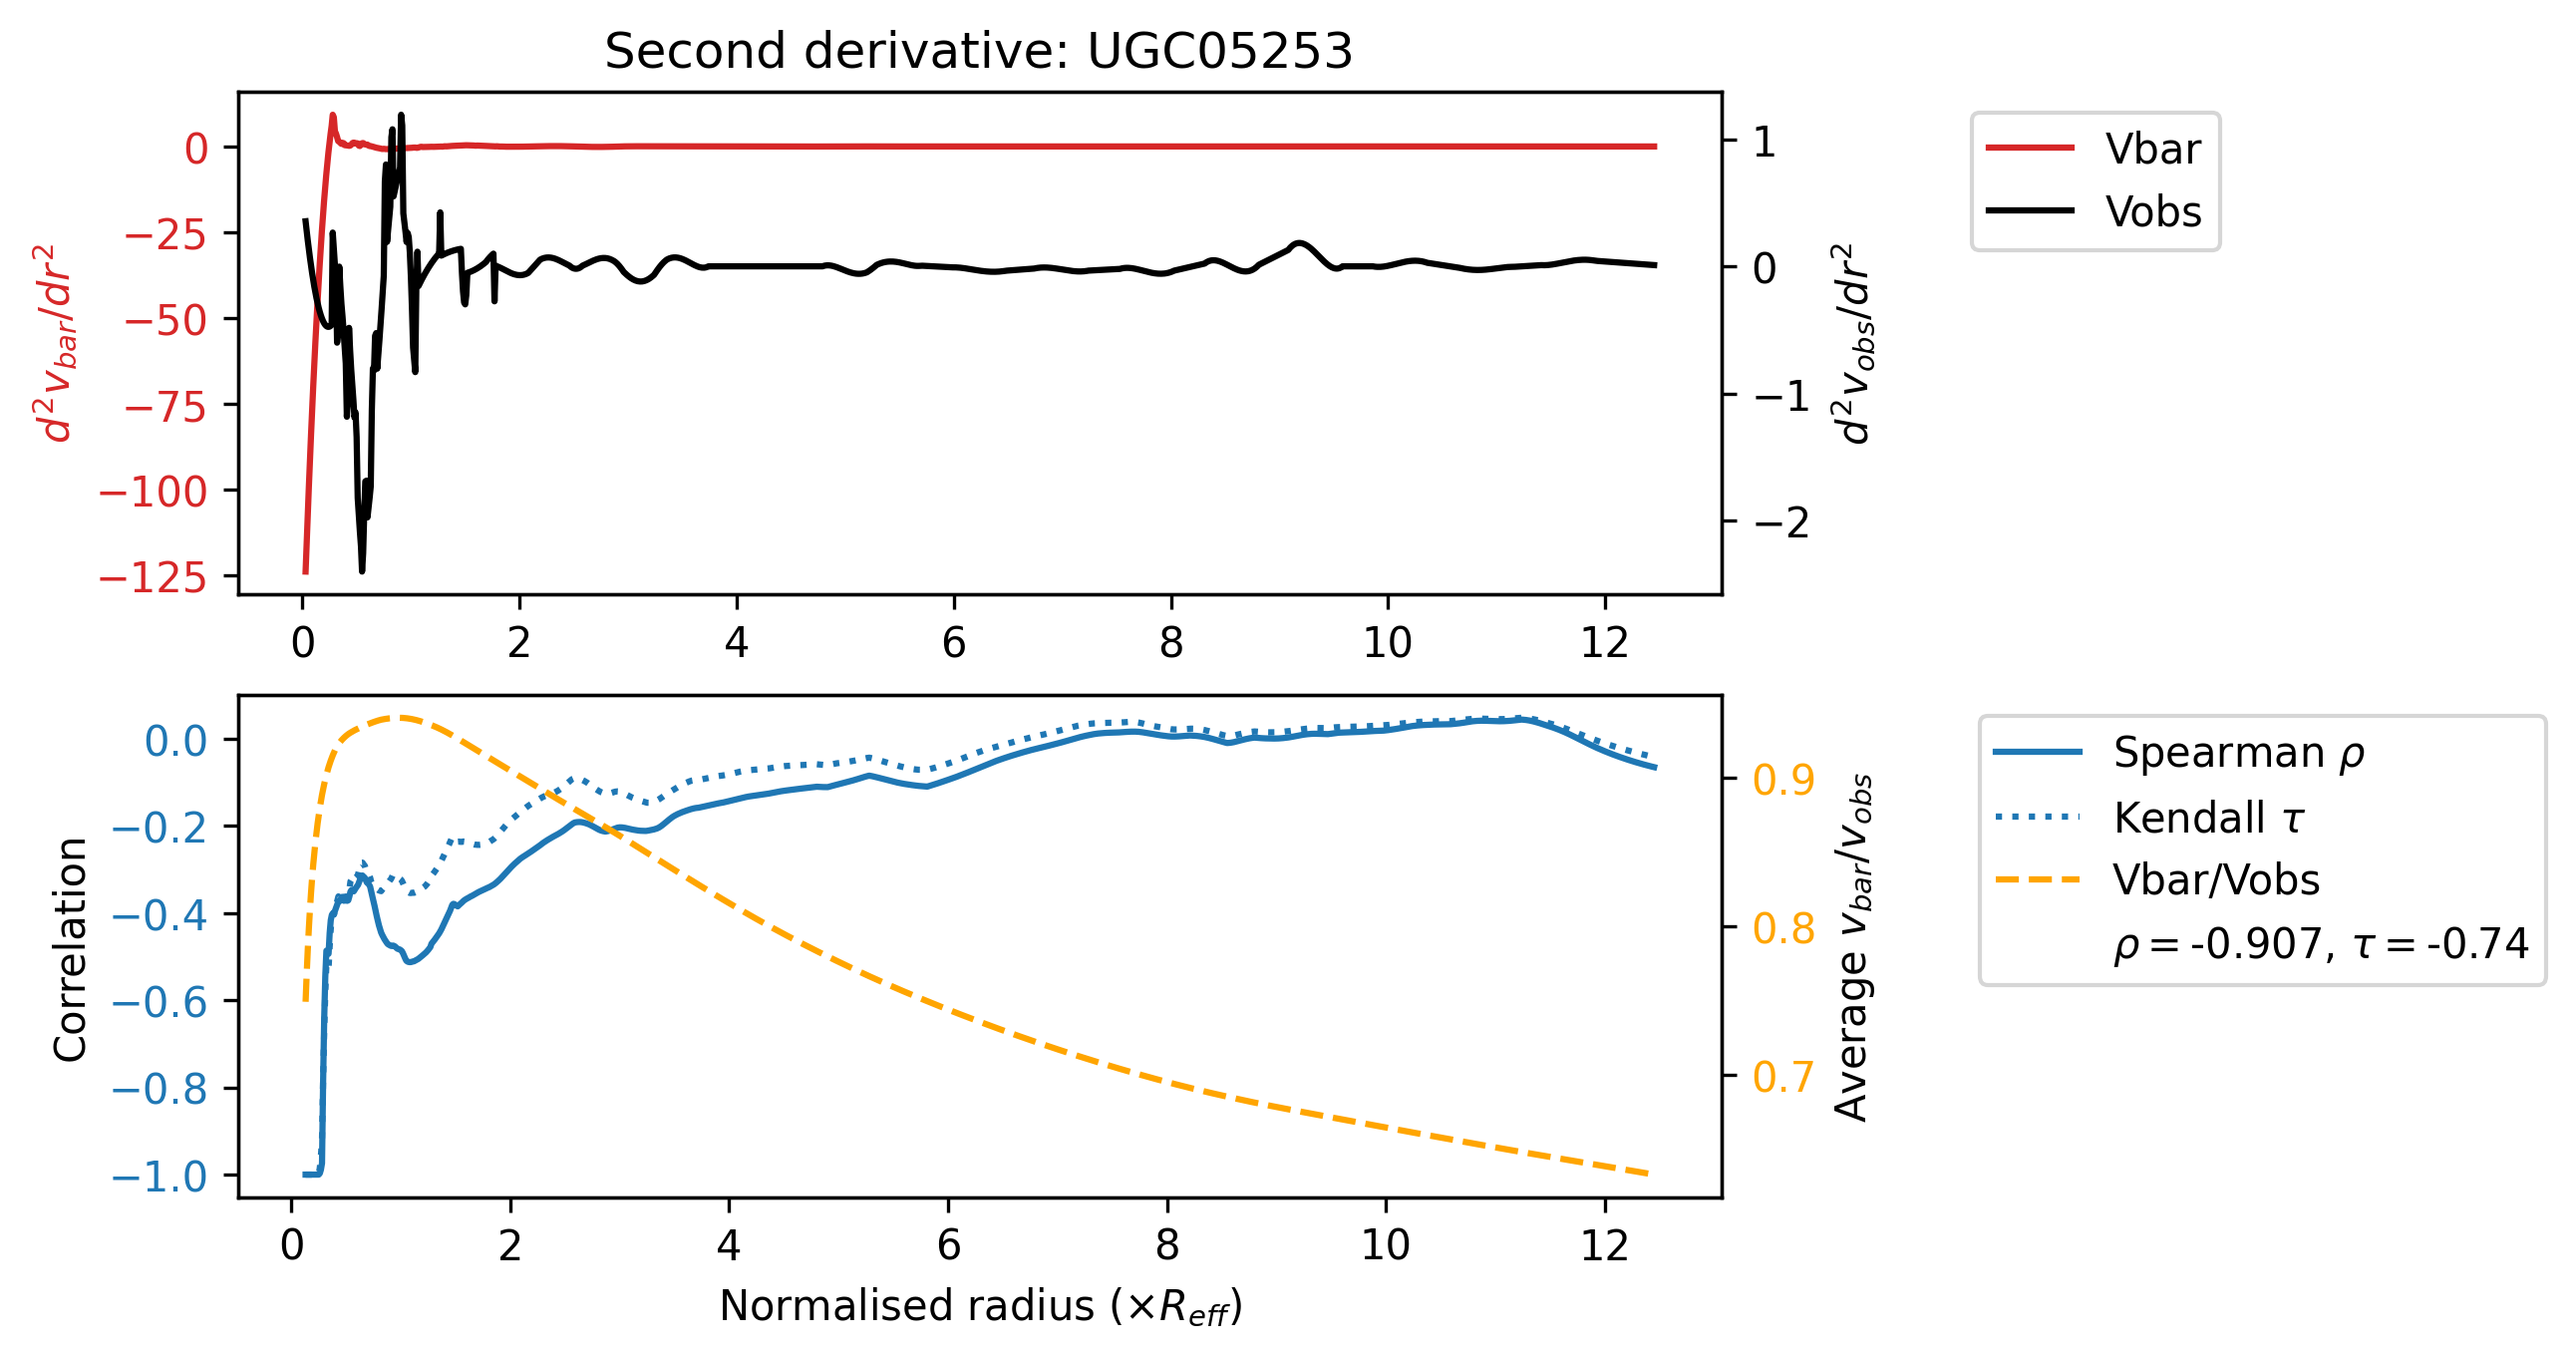 Second derivative: UGC05253
d²v_bar/dr²
0
−25
−50
−75
−100
−125
1
0
−1
−2
d²v_obs/dr²
0 2 4 6 8 10 12
Vbar
Vobs
Correlation
0.0
−0.2
−0.4
−0.6
−0.8
−1.0
0.9
0.8
0.7
Average v_bar/v_obs
0 2 4 6 8 10 12
Normalised radius (×R_eff)
Spearman ρ
Kendall τ
Vbar/Vobs
ρ = -0.907, τ = -0.74